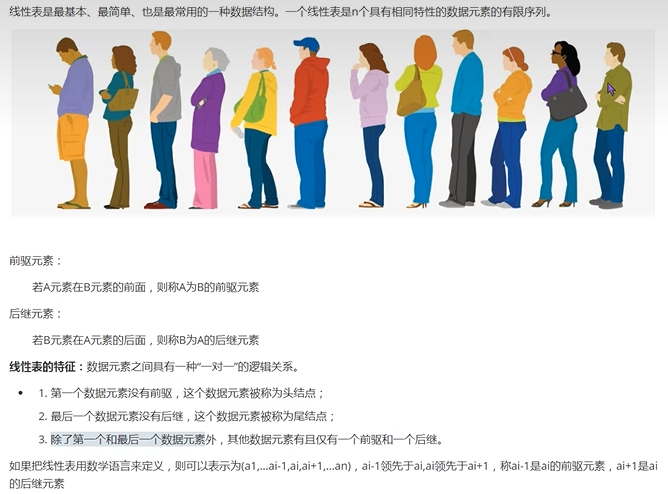 线性表是最基本、最简单、也是最常用的一种数据结构。一个线性表是n个具有相同特性的数据元素的有限序列。
前驱元素：
若A元素在B元素的前面，则称A为B的前驱元素
后继元素：
若B元素在A元素的后面，则称B为A的后继元素
线性表的特征：数据元素之间具有一种“一对一”的逻辑关系。
1. 第一个数据元素没有前驱，这个数据元素被称为头结点；
2. 最后一个数据元素没有后继，这个数据元素被称为尾结点；
3. 除了第一个和最后一个数据元素外，其他数据元素有且仅有一个前驱和一个后继。
如果把线性表用数学语言来定义，则可以表示为(a1,...ai-1,ai,ai+1,...an)，ai-1领先于ai,ai领先于ai+1，称ai-1是ai的前驱元素，ai+1是ai
的后继元素